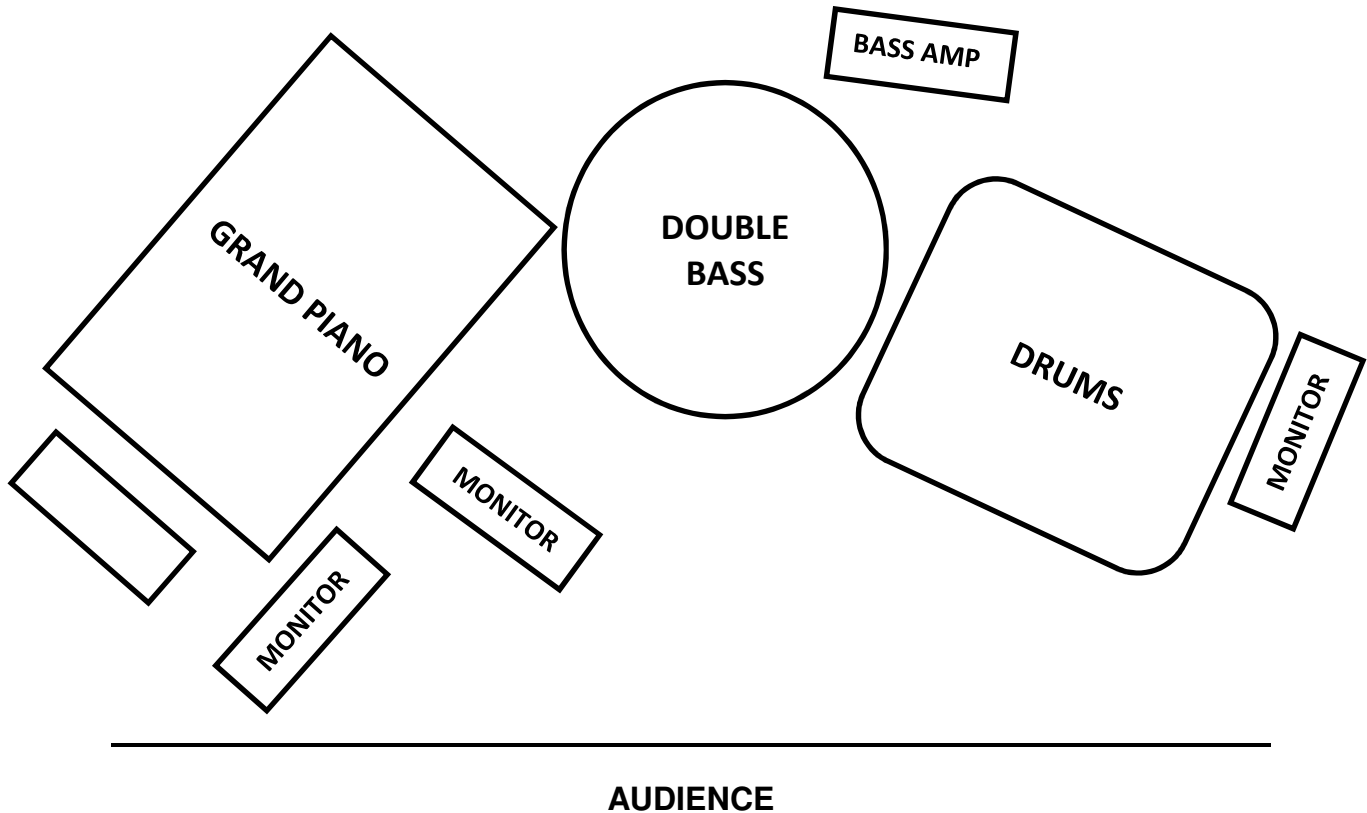 BASS AMP
DOUBLE
BASS
GRAND PIANO
DRUMS
MONITOR
MONITOR
MONITOR
AUDIENCE